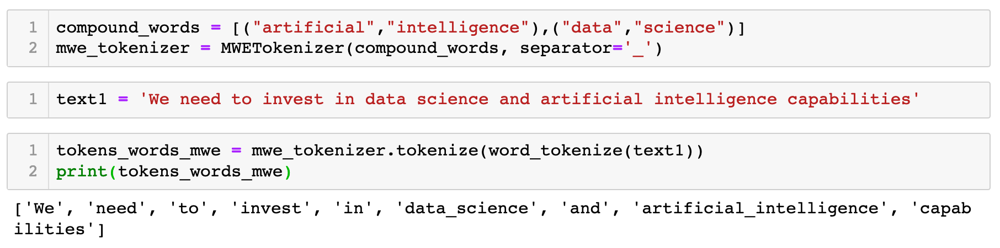 1 compound_words = [("artificial","intelligence"),("data","science")]
2 mwe_tokenizer = MWETokenizer(compound_words, separator='_')
1 text1 = 'We need to invest in data science and artificial intelligence capabilities'
1 tokens_words_mwe = mwe_tokenizer.tokenize(word_tokenize(text1))
2 print(tokens_words_mwe)
['We', 'need', 'to', 'invest', 'in', 'data_science', 'and', 'artificial_intelligence', 'capab
ilities']